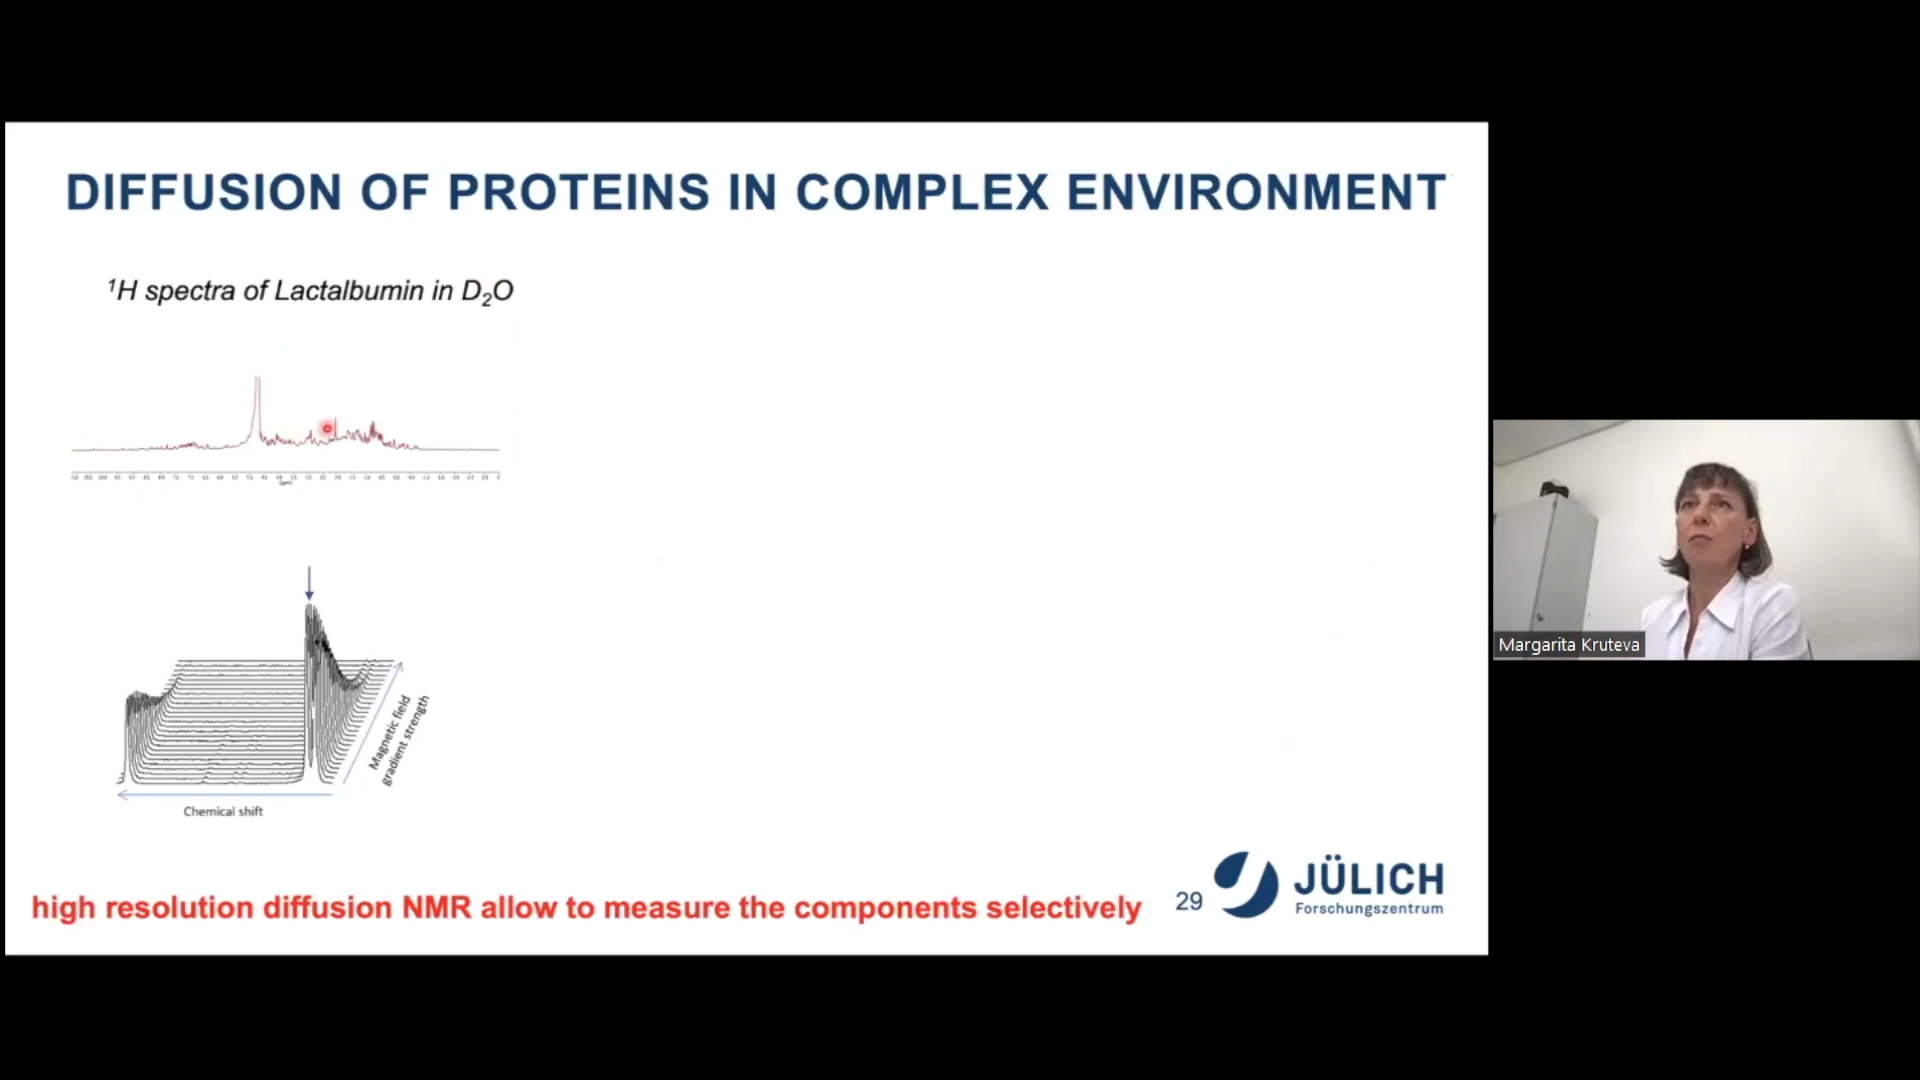 DIFFUSION OF PROTEINS IN COMPLEX ENVIRONMENT
¹H spectra of Lactalbumin in D₂O
Magnetic field
gradient strength
Chemical shift
high resolution diffusion NMR allow to measure the components selectively
29
JÜLICH
Forschungszentrum
Margarita Kruteva